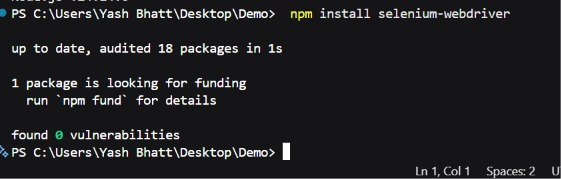 PS C:\Users\Yash Bhatt\Desktop\Demo>  npm install selenium-webdriver
up to date, audited 18 packages in 1s
1 package is looking for funding
  run `npm fund` for details
found 0 vulnerabilities
PS C:\Users\Yash Bhatt\Desktop\Demo>
Ln 1, Col 1  Spaces: 2  U